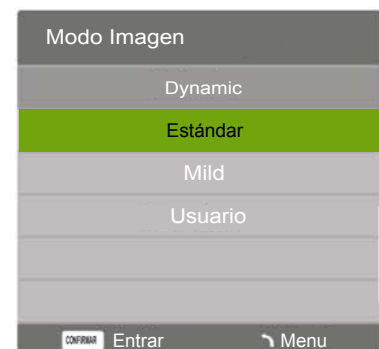 Modo Imagen
Dynamic
Estándar
Mild
Usuario
CONFIRMAR Entrar Menu